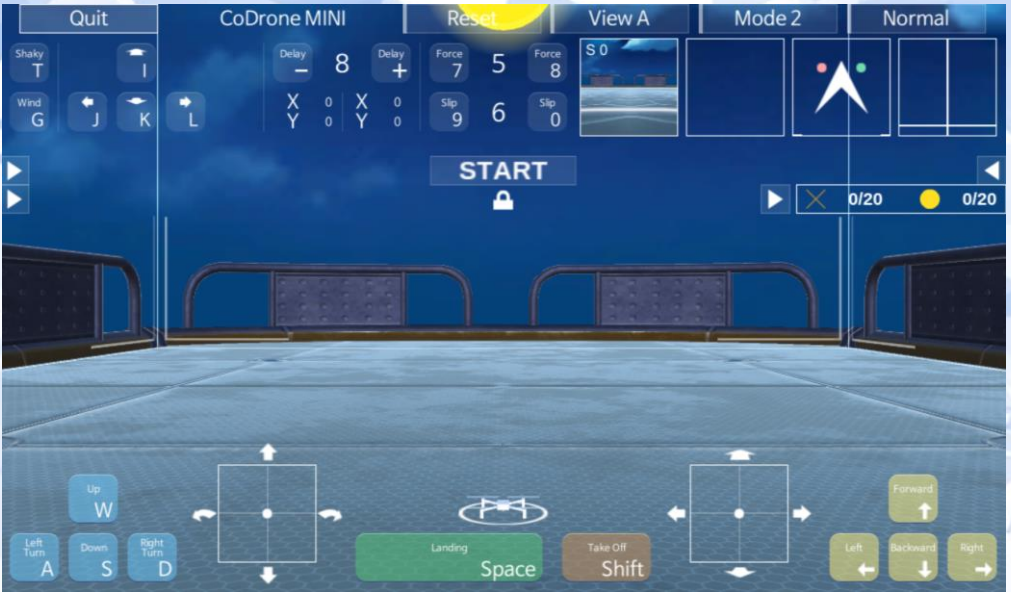 Quit CoDrone MINI Reset View A Mode 2 Normal
Shaky T I
Delay − 8 Delay + Force 7 5 Force 8
S 0
Wind G J K L
X 0 X 0
Y 0 Y 0
Slip 9 6 Slip 0
START
0/20 0/20
Up W
Left Turn A
Down S
Right Turn D
Landing Space
Take Off Shift
Forward
Left
Backward
Right